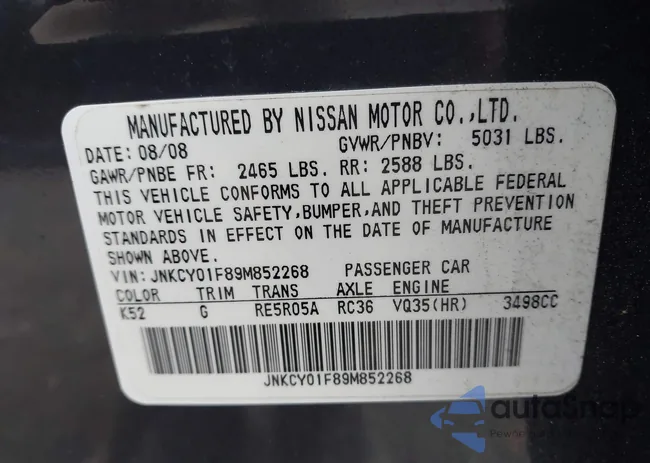 MANUFACTURED BY NISSAN MOTOR CO.,LTD.
DATE: 08/08 GVWR/PNBV: 5031 LBS.
GAWR/PNBE FR: 2465 LBS. RR: 2588 LBS.
THIS VEHICLE CONFORMS TO ALL APPLICABLE FEDERAL
MOTOR VEHICLE SAFETY,BUMPER,AND THEFT PREVENTION
STANDARDS IN EFFECT ON THE DATE OF MANUFACTURE
SHOWN ABOVE.
VIN: JNKCY01F89M852268 PASSENGER CAR
COLOR TRIM TRANS AXLE ENGINE
K52 G RE5R05A RC36 VQ35(HR) 3498CC
JNKCY01F89M852268
autoSnap